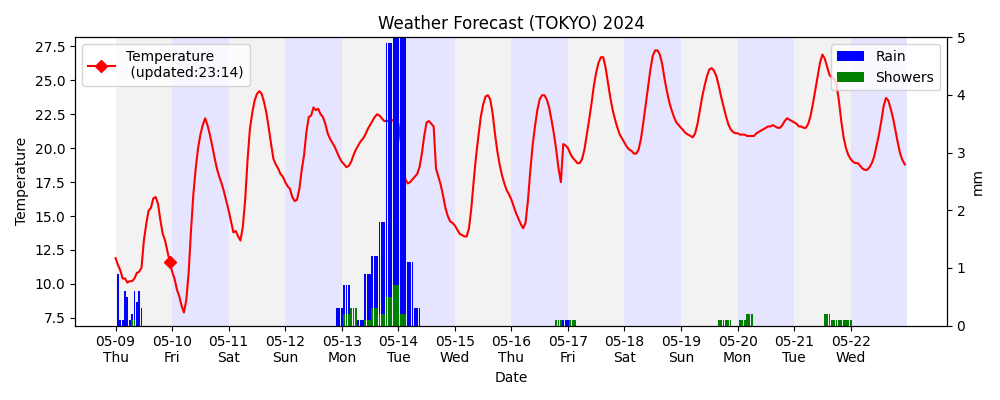 Weather Forecast (TOKYO) 2024
Temperature
(updated:23:14)
Rain
Showers
27.5
25.0
22.5
20.0
17.5
15.0
12.5
10.0
7.5
Temperature
5
4
3
2
1
0
mm
05-09 05-10 05-11 05-12 05-13 05-14 05-15 05-16 05-17 05-18 05-19 05-20 05-21 05-22
Thu Fri Sat Sun Mon Tue Wed Thu Fri Sat Sun Mon Tue Wed
Date